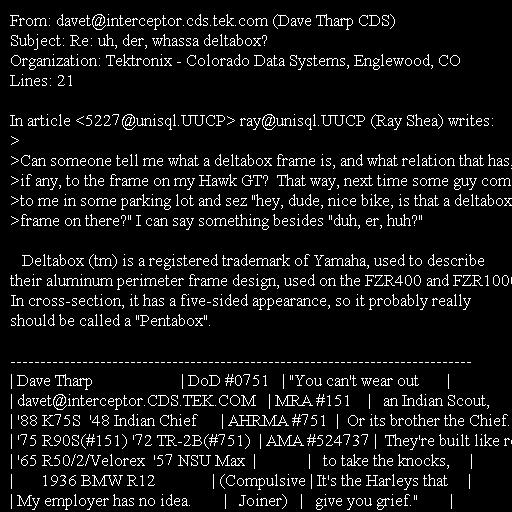 From: davet@interceptor.cds.tek.com (Dave Tharp CDS)
Subject: Re: uh, der, whassa deltabox?
Organization: Tektronix - Colorado Data Systems, Englewood, CO
Lines: 21

In article <5227@unisql.UUCP> ray@unisql.UUCP (Ray Shea) writes:
>
>Can someone tell me what a deltabox frame is, and what relation that has,
>if any, to the frame on my Hawk GT?  That way, next time some guy com
>to me in some parking lot and sez "hey, dude, nice bike, is that a deltabox
>frame on there?" I can say something besides "duh, er, huh?"

   Deltabox (tm) is a registered trademark of Yamaha, used to describe
their aluminum perimeter frame design, used on the FZR400 and FZR1000
In cross-section, it has a five-sided appearance, so it probably really
should be called a "Pentabox".

-----------------------------------------------------------------------------
| Dave Tharp                      | DoD #0751   | "You can't wear out       |
| davet@interceptor.CDS.TEK.COM   | MRA #151    |   an Indian Scout,
| '88 K75S  '48 Indian Chief      | AHRMA #751  |  Or its brother the Chief.
| '75 R90S(#151) '72 TR-2B(#751)  | AMA #524737 |  They're built like r
| '65 R50/2/Velorex  '57 NSU Max  |             |   to take the knocks,     |
|       1936 BMW R12              | (Compulsive | It's the Harleys that     |
| My employer has no idea.        |   Joiner)   |   give you grief."        |